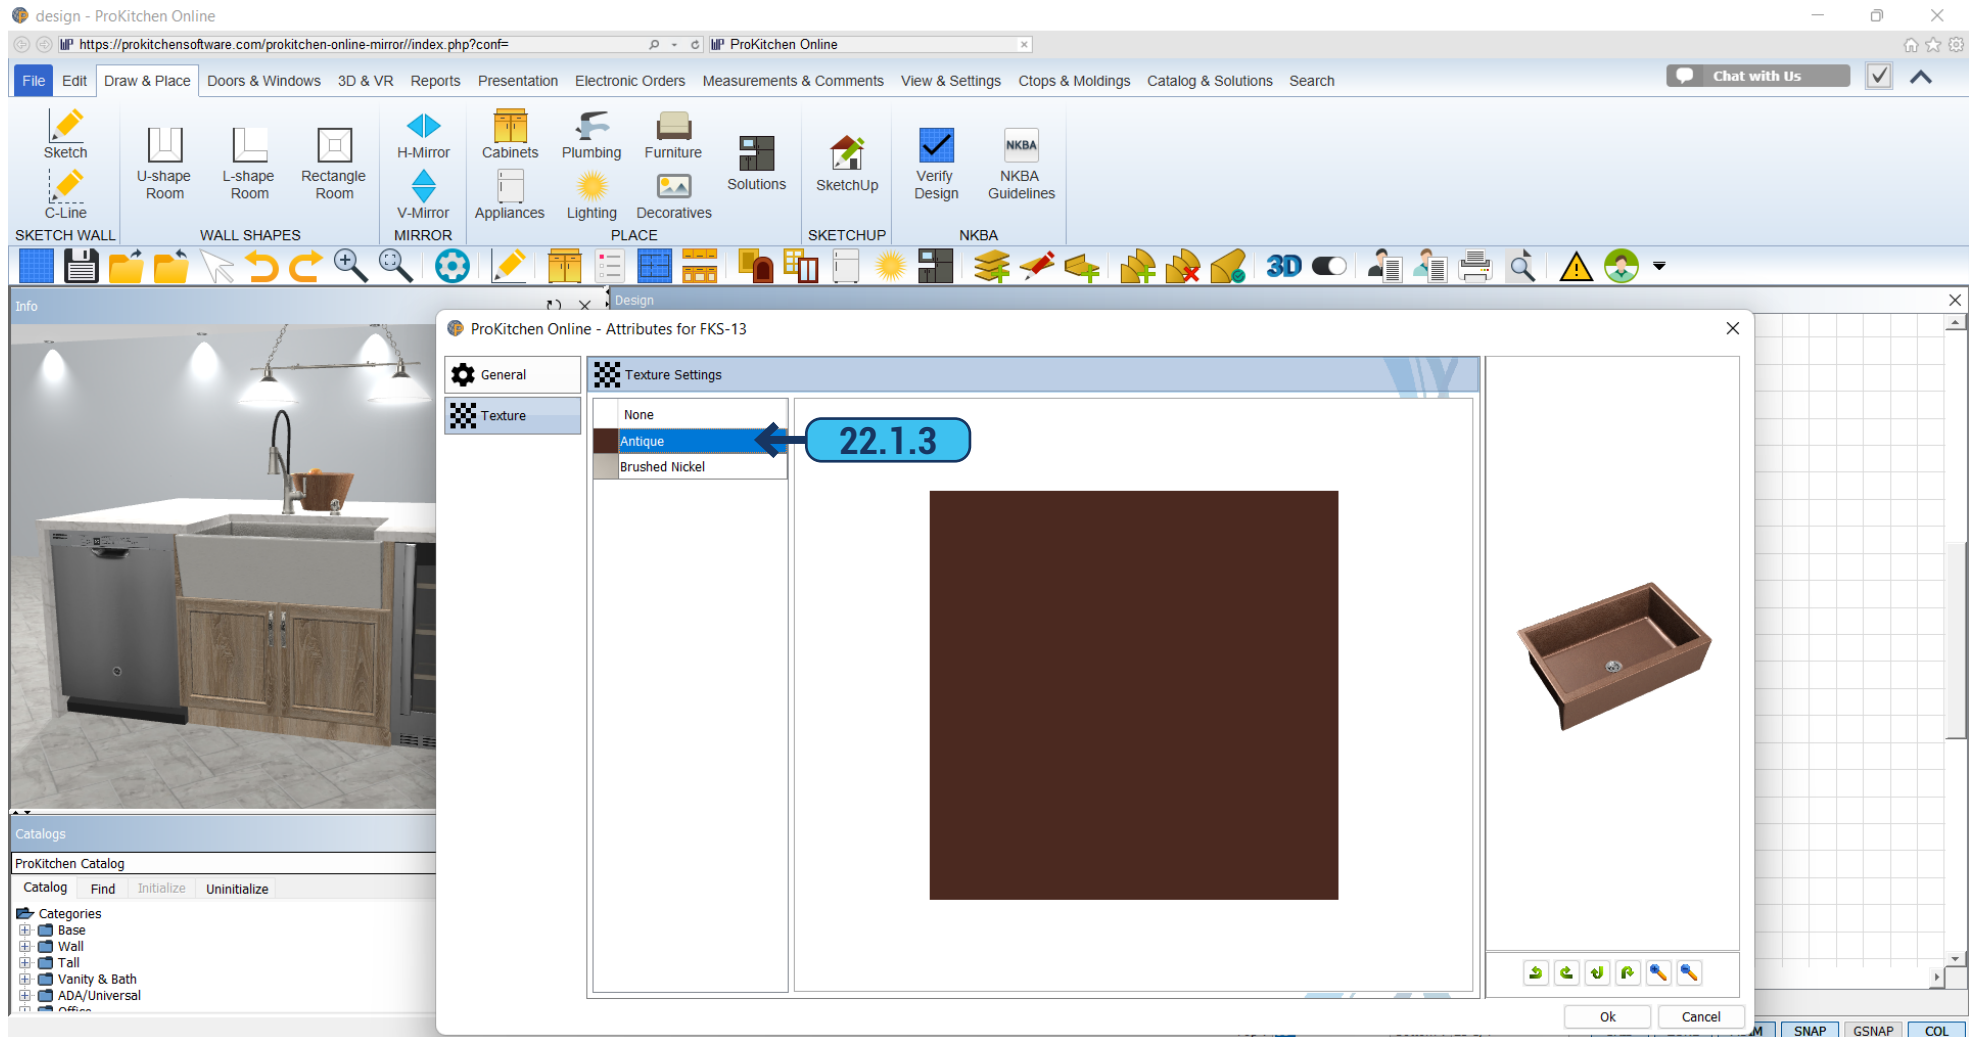 design - ProKitchen Online
https://prokitchensoftware.com/prokitchen-online-mirror//index.php?conf=
ProKitchen Online
File Edit Draw & Place Doors & Windows 3D & VR Reports Presentation Electronic Orders Measurements & Comments View & Settings Ctops & Moldings Catalog & Solutions Search
Chat with Us
Sketch
C-Line
SKETCH WALL
U-shape
Room
L-shape
Room
Rectangle
Room
WALL SHAPES
H-Mirror
V-Mirror
MIRROR
Cabinets
Plumbing
Furniture
Appliances
Lighting
Decoratives
Solutions
PLACE
SketchUp
SKETCHUP
Verify
Design
NKBA
NKBA
Guidelines
NKBA
3D
Info
Design
ProKitchen Online - Attributes for FKS-13
General
Texture
Texture Settings
None
Antique
Brushed Nickel
22.1.3
Catalogs
ProKitchen Catalog
Catalog Find Initialize Uninitialize
Categories
Base
Wall
Tall
Vanity & Bath
ADA/Universal
Office
Ok Cancel
SNAP GSNAP COL